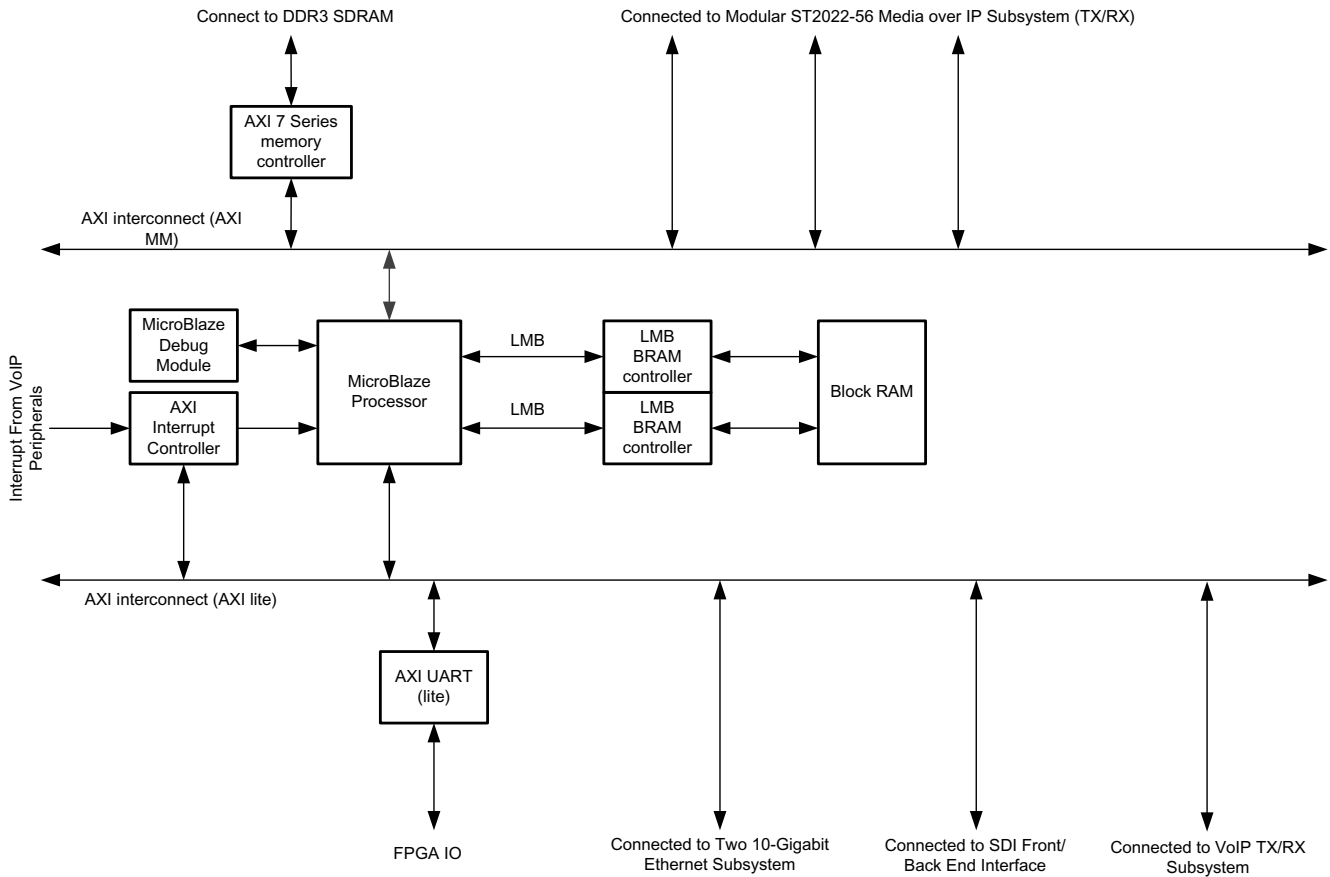 Connect to DDR3 SDRAM
Connected to Modular ST2022-56 Media over IP Subsystem (TX/RX)
AXI 7 Series
memory
controller
AXI interconnect (AXI
MM)
MicroBlaze
Debug
Module
MicroBlaze
Processor
LMB
LMB
BRAM
controller
Block RAM
Interrupt From VoIP
Peripherals
AXI
Interrupt
Controller
LMB
LMB
BRAM
controller
AXI interconnect (AXI lite)
AXI UART
(lite)
FPGA IO
Connected to Two 10-Gigabit
Ethernet Subsystem
Connected to SDI Front/
Back End Interface
Connected to VoIP TX/RX
Subsystem